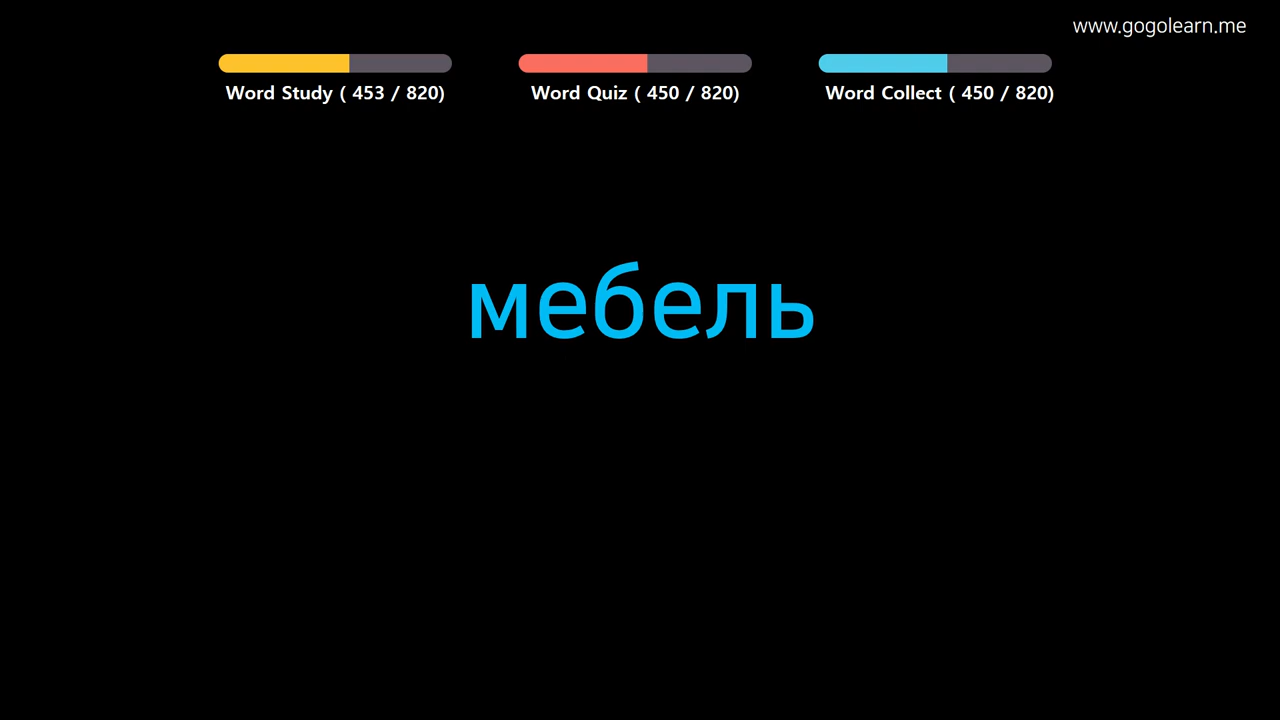 www.gogolearn.me
Word Study ( 453 / 820)
Word Quiz ( 450 / 820)
Word Collect ( 450 / 820)
мебель